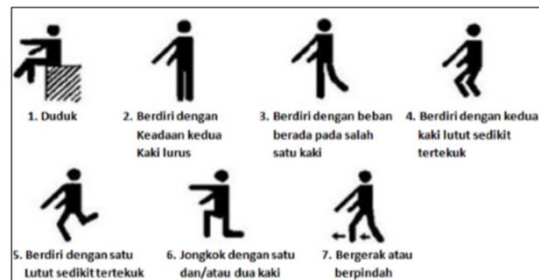 1. Duduk
2. Berdiri dengan
Keadaan kedua
Kaki lurus
3. Berdiri dengan beban
berada pada salah
satu kaki
4. Berdiri dengan kedua
kaki lutut sedikit
tertekuk
5. Berdiri dengan satu
Lutut sedikit tertekuk
6. Jongkok dengan satu
dan/atau dua kaki
7. Bergerak atau
berpindah